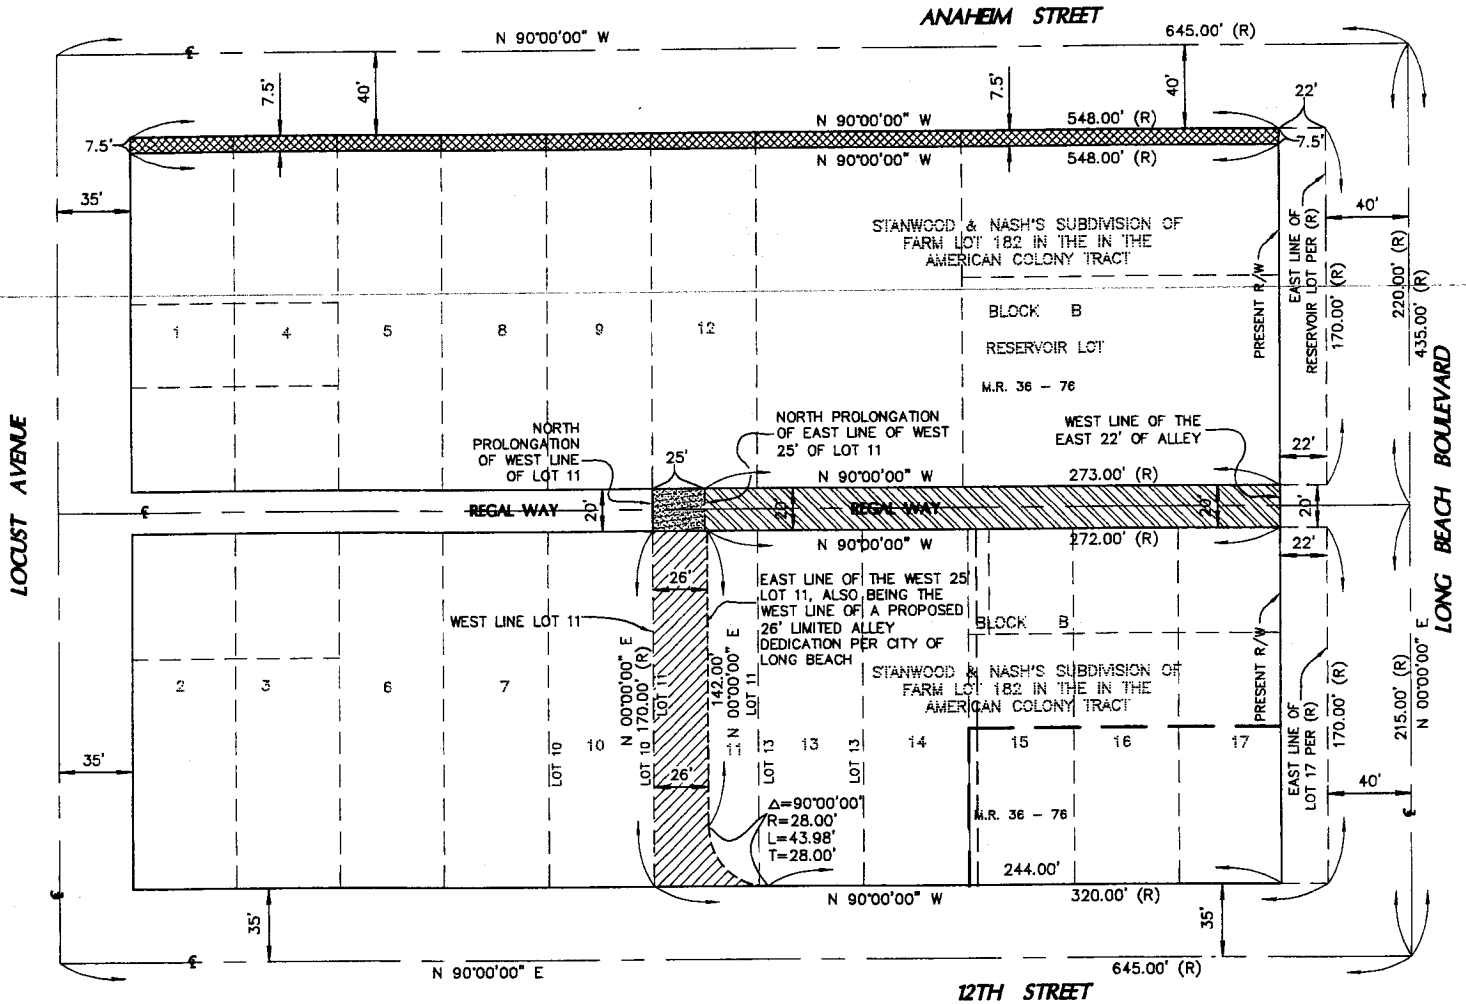 ANAHEIM STREET
N 90°00'00" W
645.00' (R)
7.5'
40'
7.5'
40'
22'
N 90°00'00" W
548.00' (R)
7.5'
7.5'
N 90°00'00" W
548.00' (R)
35'
40'
STANWOOD & NASH'S SUBDIVISION OF
FARM LOT 182 IN THE IN THE
AMERICAN COLONY TRACT
PRESENT R/W
EAST LINE OF
RESERVOIR LOT PER (R)
170.00' (R)
220.00' (R)
435.00' (R)
1
4
5
8
9
12
BLOCK B
RESERVOIR LOT
M.R. 36 - 76
LOCUST AVENUE
LONG BEACH BOULEVARD
NORTH
PROLONGATION
OF WEST LINE
OF LOT 11
25'
NORTH PROLONGATION
OF EAST LINE OF WEST
25' OF LOT 11
WEST LINE OF THE
EAST 22' OF ALLEY
N 90°00'00" W
273.00' (R)
22'
REGAL WAY
20'
20'
REGAL WAY
20'
20'
N 90°00'00" W
272.00' (R)
22'
26'
EAST LINE OF THE WEST 25
LOT 11, ALSO BEING THE
WEST LINE OF A PROPOSED
26' LIMITED ALLEY
DEDICATION PER CITY OF
LONG BEACH
WEST LINE LOT 11
BLOCK B
STANWOOD & NASH'S SUBDIVISION OF
FARM LOT 182 IN THE IN THE
AMERICAN COLONY TRACT
N 00°00'00" E
170.00' (R)
LOT 11
142.00'
N 00°00'00" E
LOT 11
PRESENT R/W
EAST LINE OF
LOT 17 PER (R)
170.00' (R)
215.00' (R)
N 00°00'00" E
2
3
6
7
LOT 10
10
LOT 10
11
LOT 13
13
LOT 13
14
15
16
17
35'
26'
40'
Δ=90°00'00"
R=28.00'
L=43.98'
T=28.00'
M.R. 36 - 76
244.00'
N 90°00'00" W
320.00' (R)
35'
35'
N 90°00'00" E
645.00' (R)
12TH STREET